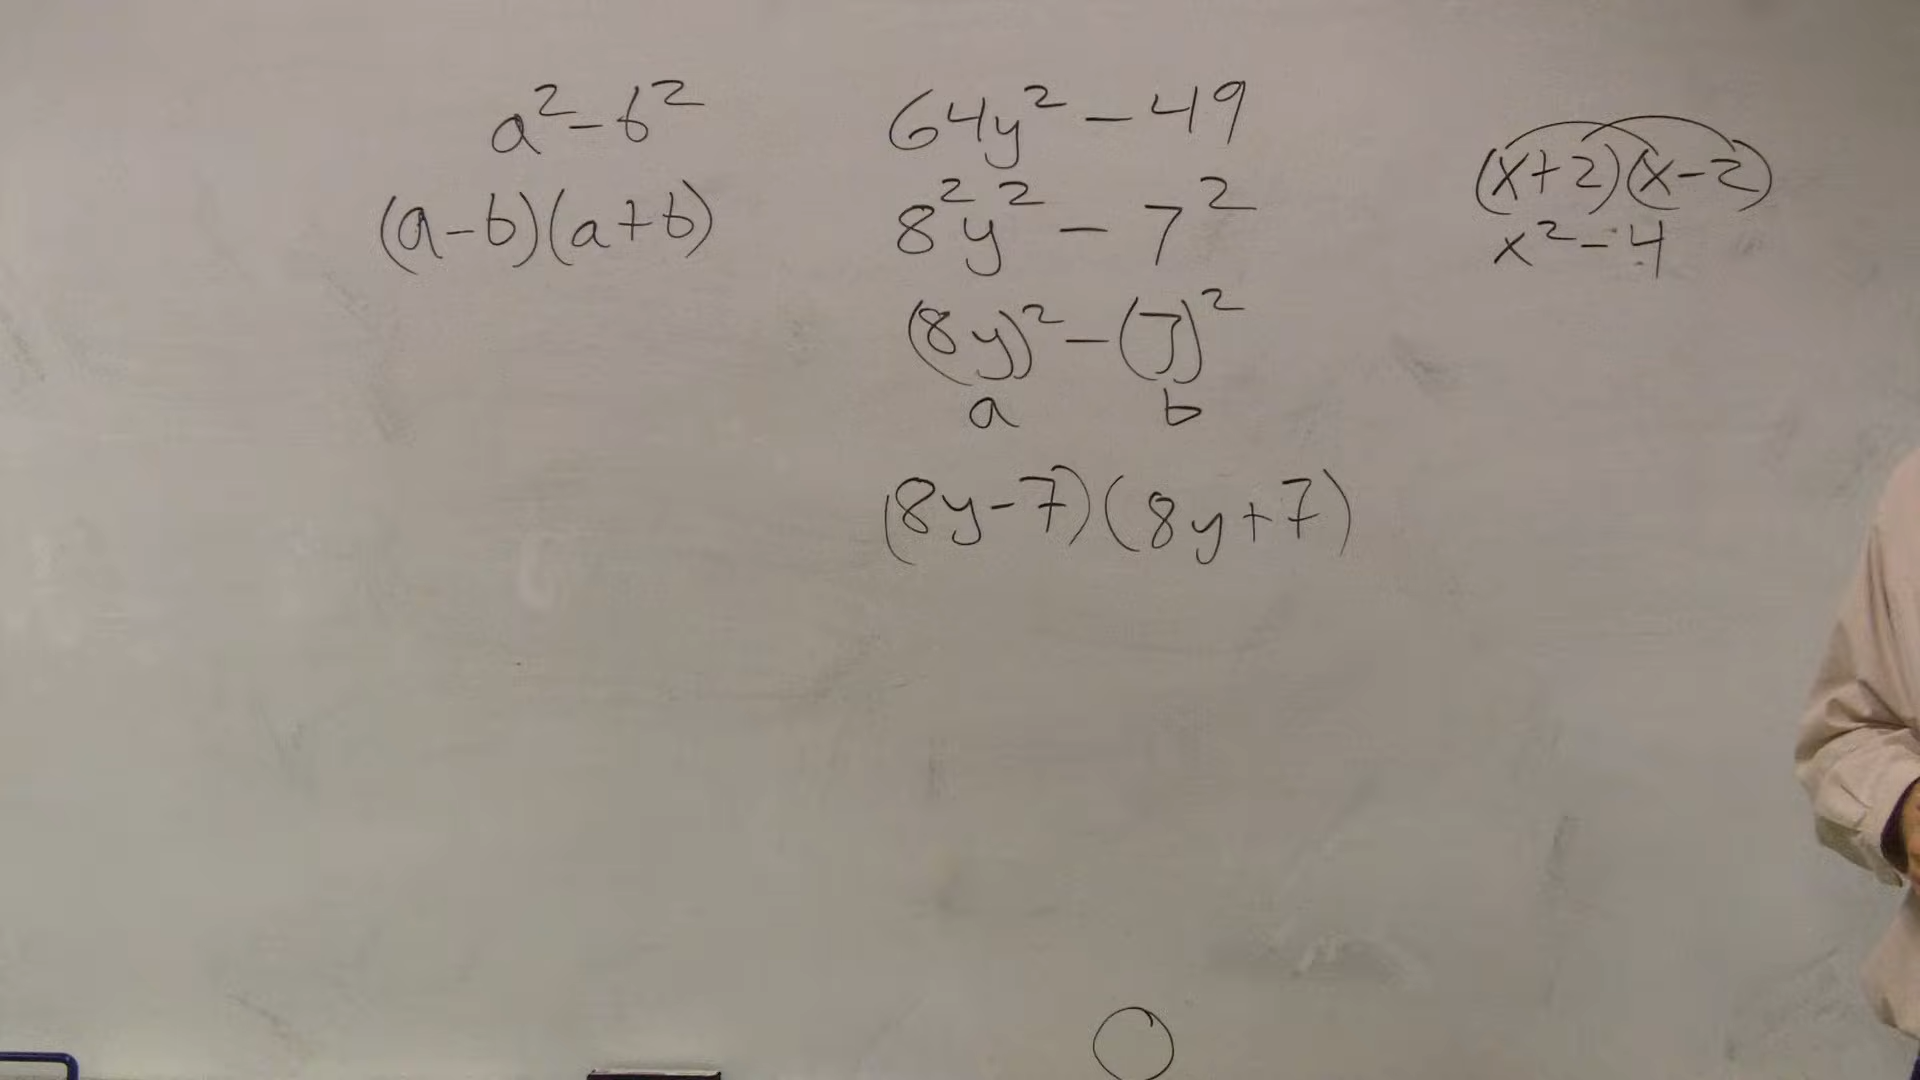 a² – b²
(a – b)(a + b)
64y² – 49
8²y² – 7²
(8y)² – (7)²
a b
(8y – 7)(8y + 7)
(x + 2)(x – 2)
x² – 4